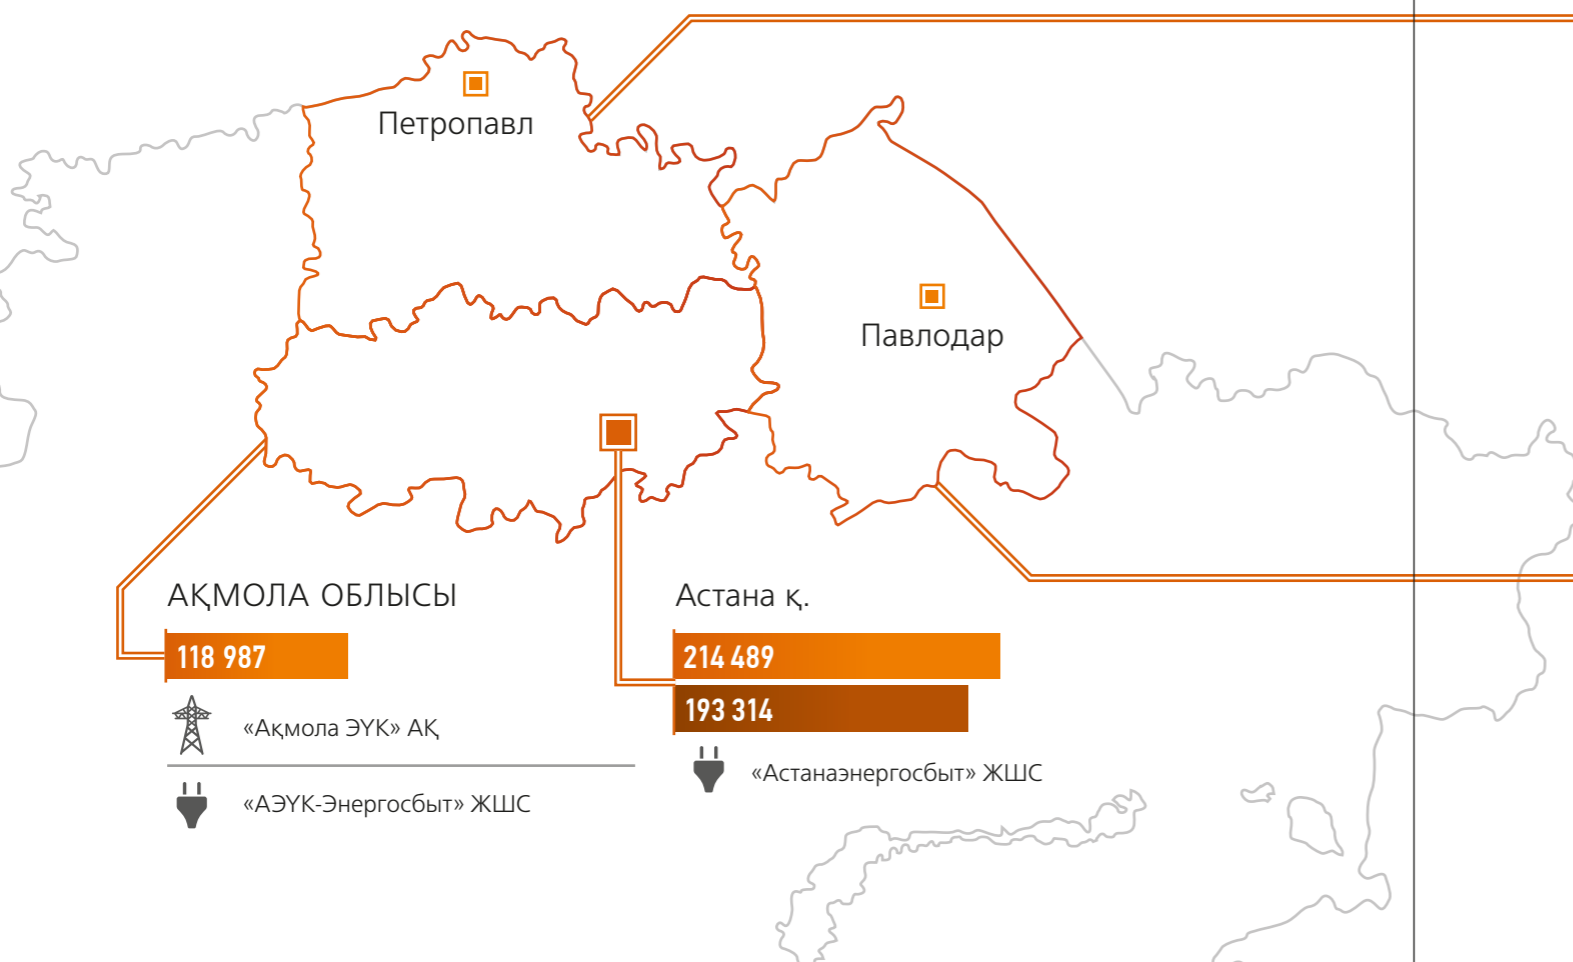 Петропавл
Павлодар
АҚМОЛА ОБЛЫСЫ
118 987
«Ақмола ЭҮК» АҚ
«АЭҮК-Энергосбыт» ЖШС
Астана қ.
214 489
193 314
«Астанаэнергосбыт» ЖШС